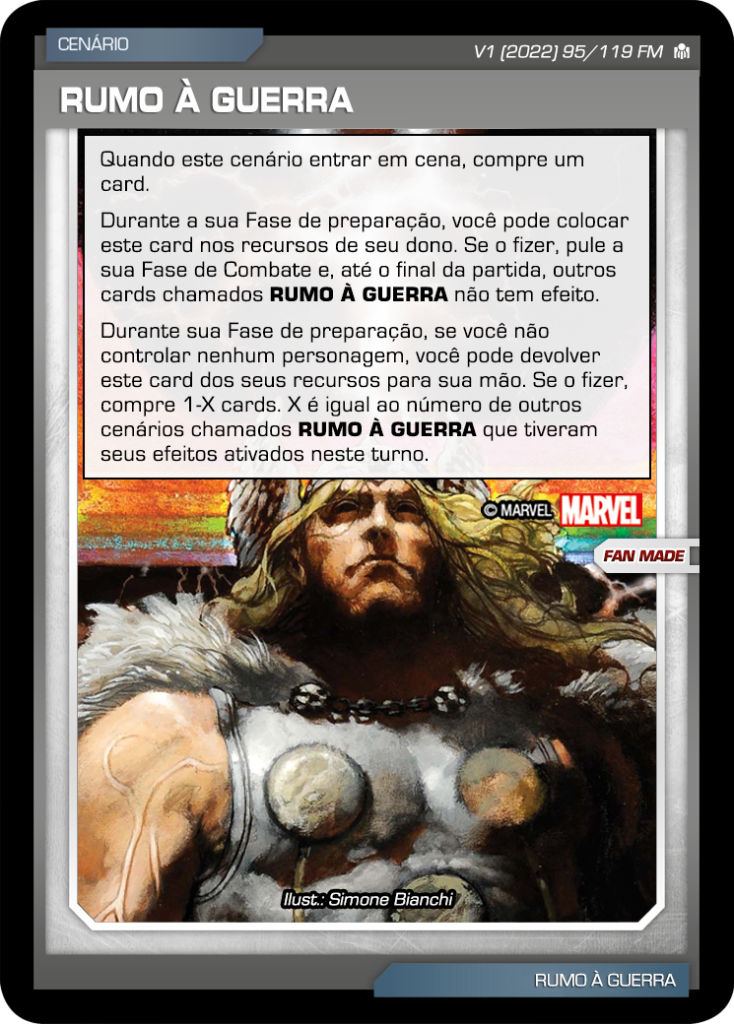 CENÁRIO
V1 (2022) 95/119 FM
RUMO À GUERRA
Quando este cenário entrar em cena, compre um
card.
Durante a sua Fase de preparação, você pode colocar
este card nos recursos de seu dono. Se o fizer, pule a
sua Fase de Combate e, até o final da partida, outros
cards chamados RUMO À GUERRA não tem efeito.
Durante sua Fase de preparação, se você não
controlar nenhum personagem, você pode devolver
este card dos seus recursos para sua mão. Se o fizer,
compre 1-X cards. X é igual ao número de outros
cenários chamados RUMO À GUERRA que tiveram
seus efeitos ativados neste turno.
© MARVEL MARVEL
FAN MADE
Ilust.: Simone Bianchi
RUMO À GUERRA